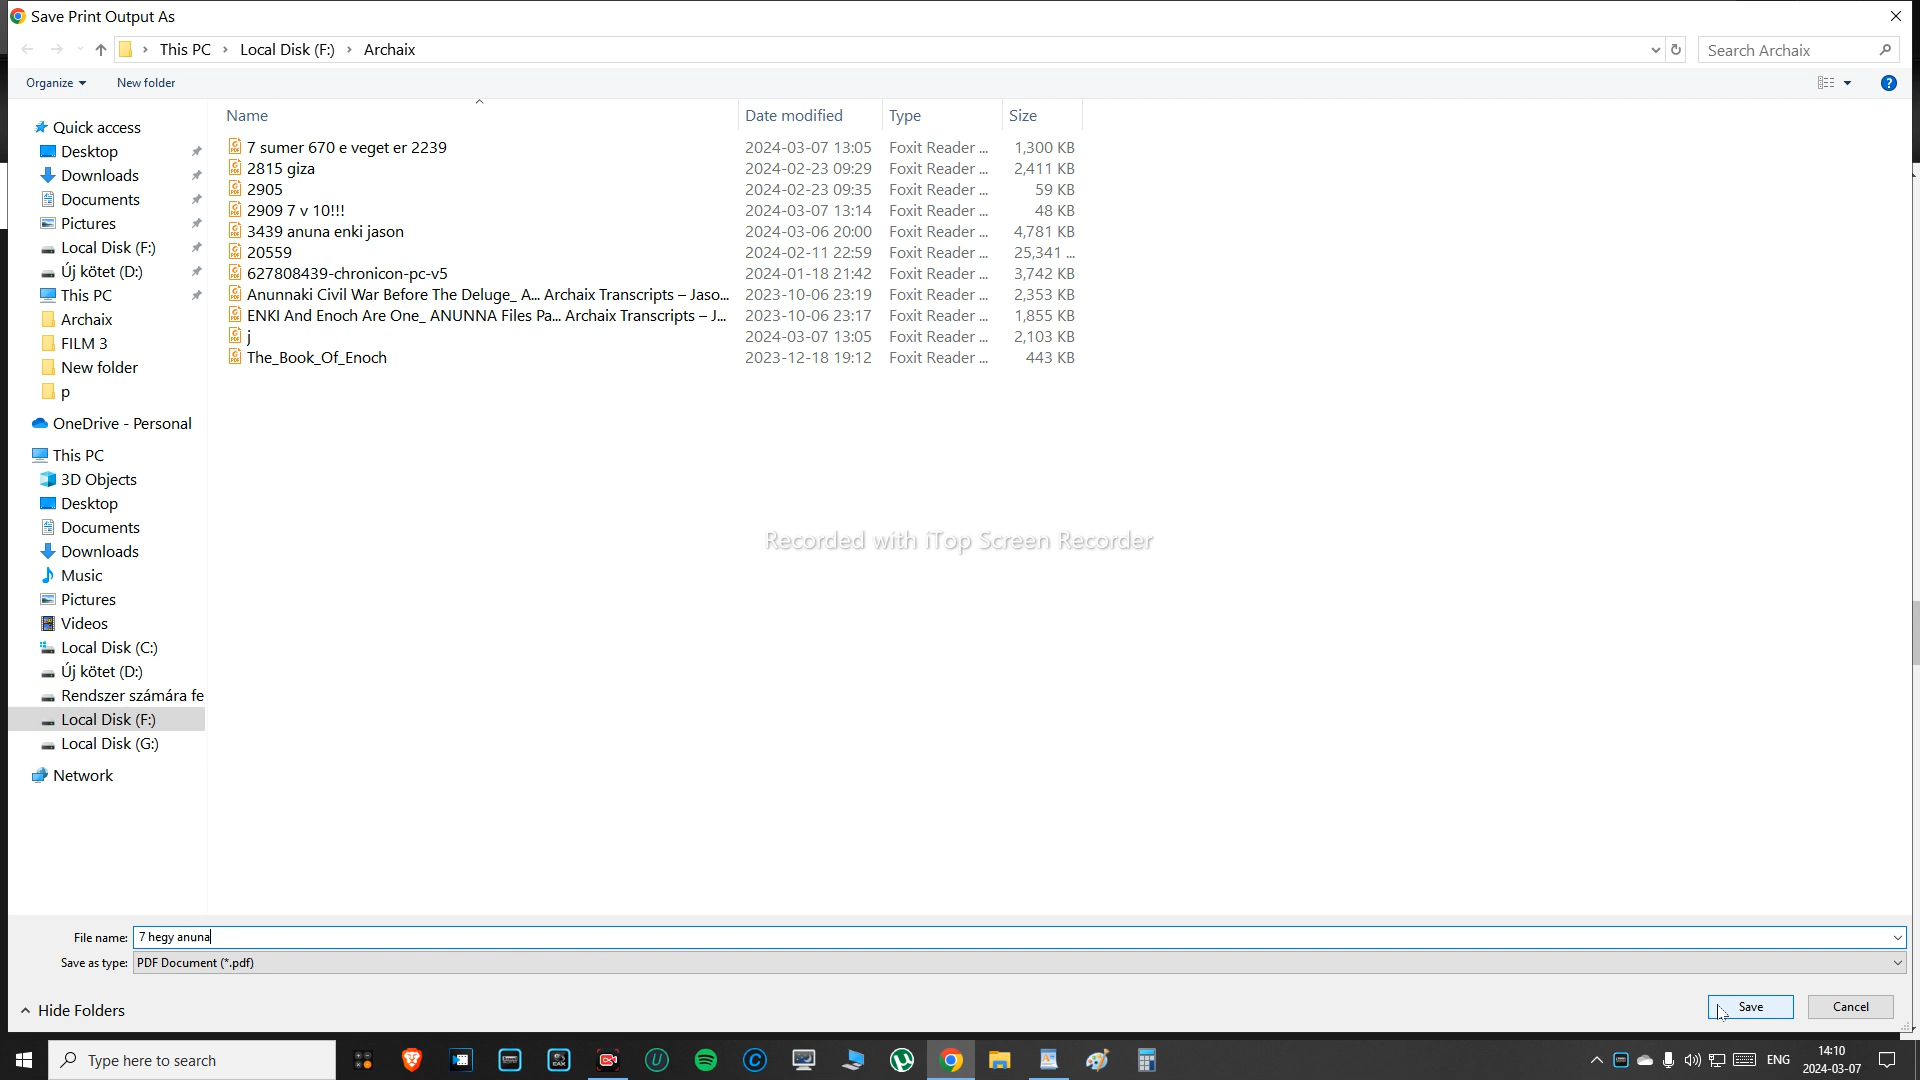 Save Print Output As
This PC
Local Disk (F:)
Archaix
Search Archaix
Organize
New folder
Name
Date modified
Type
Size
Quick access
Desktop
Downloads
Documents
Pictures
Local Disk (F:)
Új kötet (D:)
This PC
Archaix
FILM 3
New folder
p
OneDrive - Personal
This PC
3D Objects
Desktop
Documents
Downloads
Music
Pictures
Videos
Local Disk (C:)
Új kötet (D:)
Rendszer számára fe
Local Disk (F:)
Local Disk (G:)
Network
7 sumer 670 e veget er 2239 2024-03-07 13:05 Foxit Reader ... 1,300 KB
2815 giza 2024-02-23 09:29 Foxit Reader ... 2,411 KB
2905 2024-02-23 09:35 Foxit Reader ... 59 KB
2909 7 v 10!!! 2024-03-07 13:14 Foxit Reader ... 48 KB
3439 anuna enki jason 2024-03-06 20:00 Foxit Reader ... 4,781 KB
20559 2024-02-11 22:59 Foxit Reader ... 25,341 ...
627808439-chronicon-pc-v5 2024-01-18 21:42 Foxit Reader ... 3,742 KB
Anunnaki Civil War Before The Deluge_ A... Archaix Transcripts – Jaso... 2023-10-06 23:19 Foxit Reader ... 2,353 KB
ENKI And Enoch Are One_ ANUNNA Files Pa... Archaix Transcripts – J... 2023-10-06 23:17 Foxit Reader ... 1,855 KB
j 2024-03-07 13:05 Foxit Reader ... 2,103 KB
The_Book_Of_Enoch 2023-12-18 19:12 Foxit Reader ... 443 KB
Recorded with iTop Screen Recorder
File name: 7 hegy anuna
Save as type: PDF Document (*.pdf)
Hide Folders
Save
Cancel
Type here to search
ENG
14:10
2024-03-07